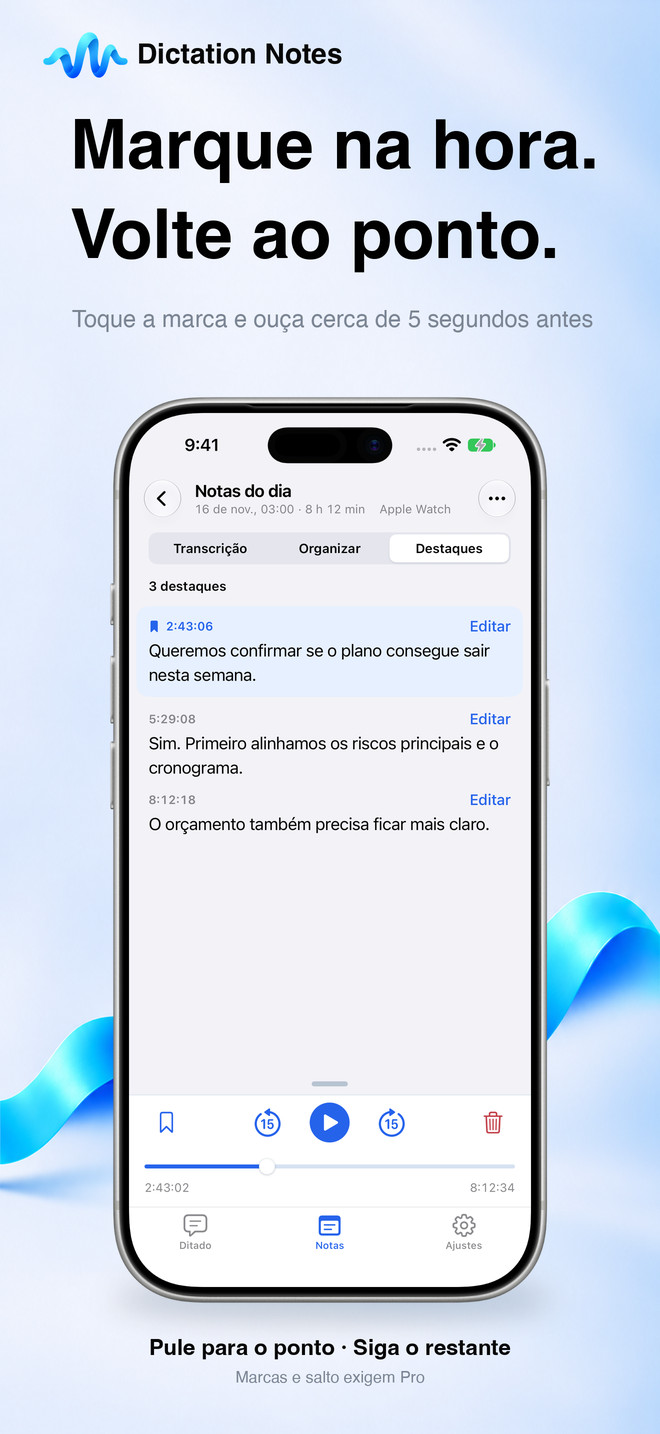 Dictation Notes
Marque na hora.
Volte ao ponto.
Toque a marca e ouça cerca de 5 segundos antes
9:41
Notas do dia
16 de nov., 03:00 · 8 h 12 min Apple Watch
Transcrição Organizar Destaques
3 destaques
2:43:06 Editar
Queremos confirmar se o plano consegue sair
nesta semana.
5:29:08 Editar
Sim. Primeiro alinhamos os riscos principais e o
cronograma.
8:12:18 Editar
O orçamento também precisa ficar mais claro.
15 15
2:43:02 8:12:34
Ditado Notas Ajustes
Pule para o ponto · Siga o restante
Marcas e salto exigem Pro